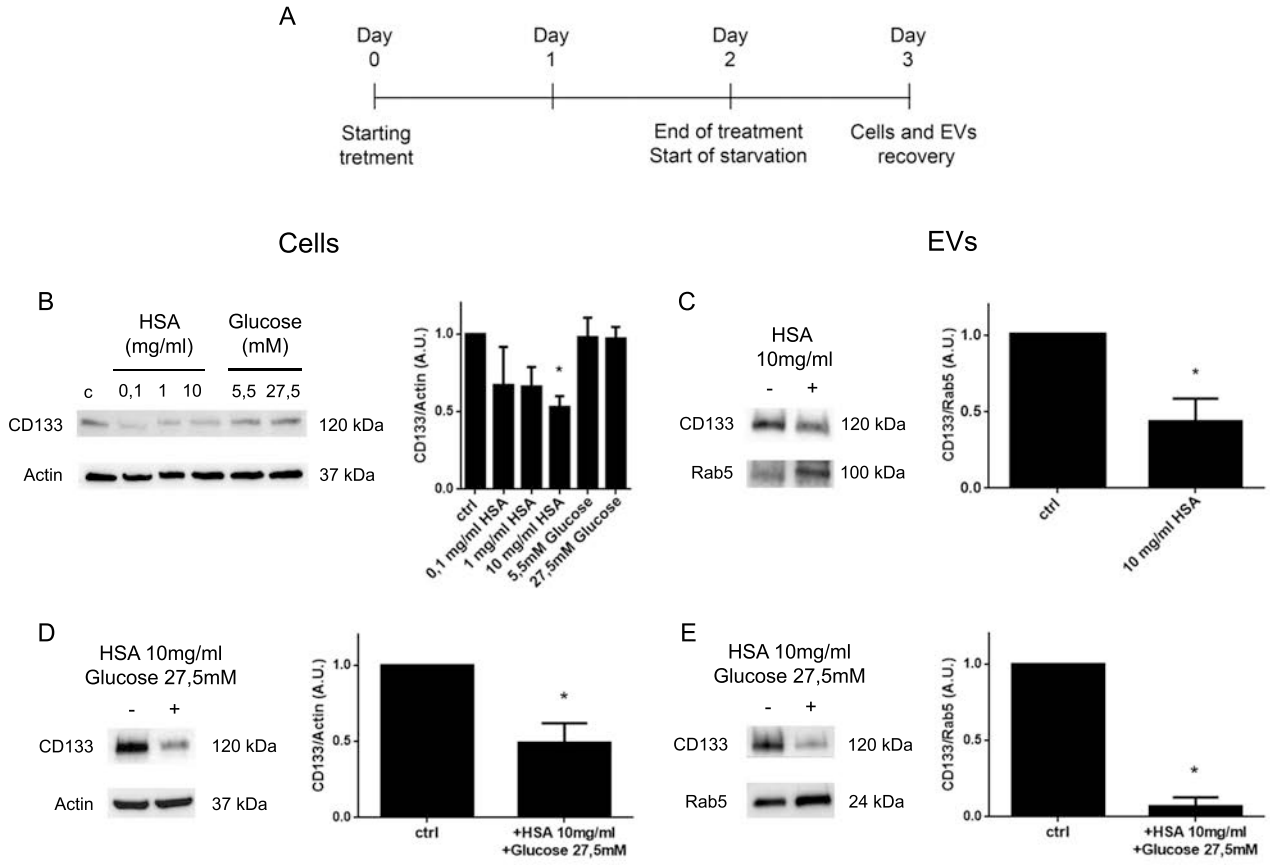 A
Day Day Day Day
0 1 2 3
Starting End of treatment Cells and EVs
tretment Start of starvation recovery
Cells EVs
B
HSA Glucose
(mg/ml) (mM)
c 0,1 1 10 5,5 27,5
CD133 120 kDa
Actin 37 kDa
CD133/Actin (A.U.)
1.0
0.5
0.0
*
ctrl
0,1 mg/ml HSA
1 mg/ml HSA
10 mg/ml HSA
5,5mM Glucose
27,5mM Glucose
C
HSA
10mg/ml
- +
CD133 120 kDa
Rab5 100 kDa
CD133/Rab5 (A.U.)
1.0
0.5
0.0
*
ctrl
10 mg/ml HSA
D
HSA 10mg/ml
Glucose 27,5mM
- +
CD133 120 kDa
Actin 37 kDa
CD133/Actin (A.U.)
1.0
0.5
0.0
*
ctrl +HSA 10mg/ml
+Glucose 27,5mM
E
HSA 10mg/ml
Glucose 27,5mM
- +
CD133 120 kDa
Rab5 24 kDa
CD133/Rab5 (A.U.)
1.0
0.5
0.0
*
ctrl +HSA 10mg/ml
+Glucose 27,5mM